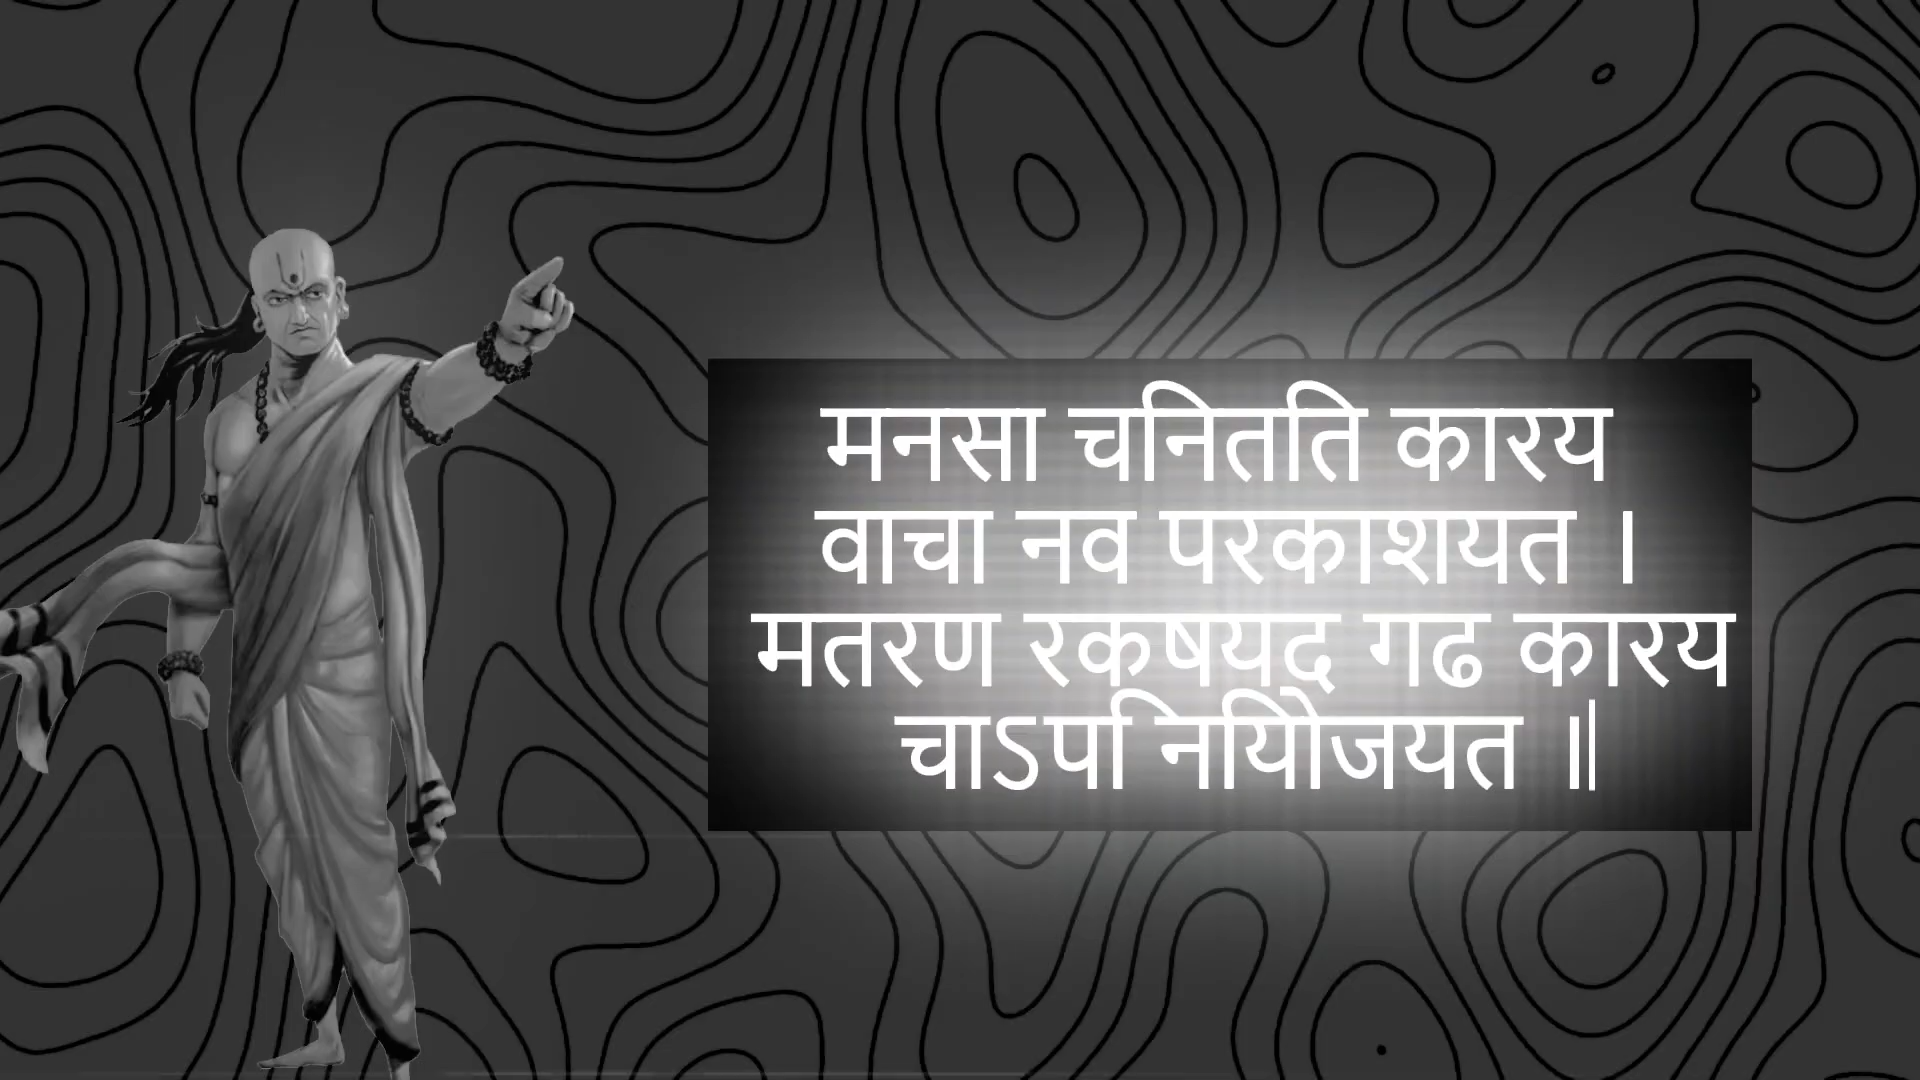 मनसा चनितति कारय
वाचा नव परकाशयत ।
मतरण रकषयद गढ कारय
चाऽपि नियोजयत ॥